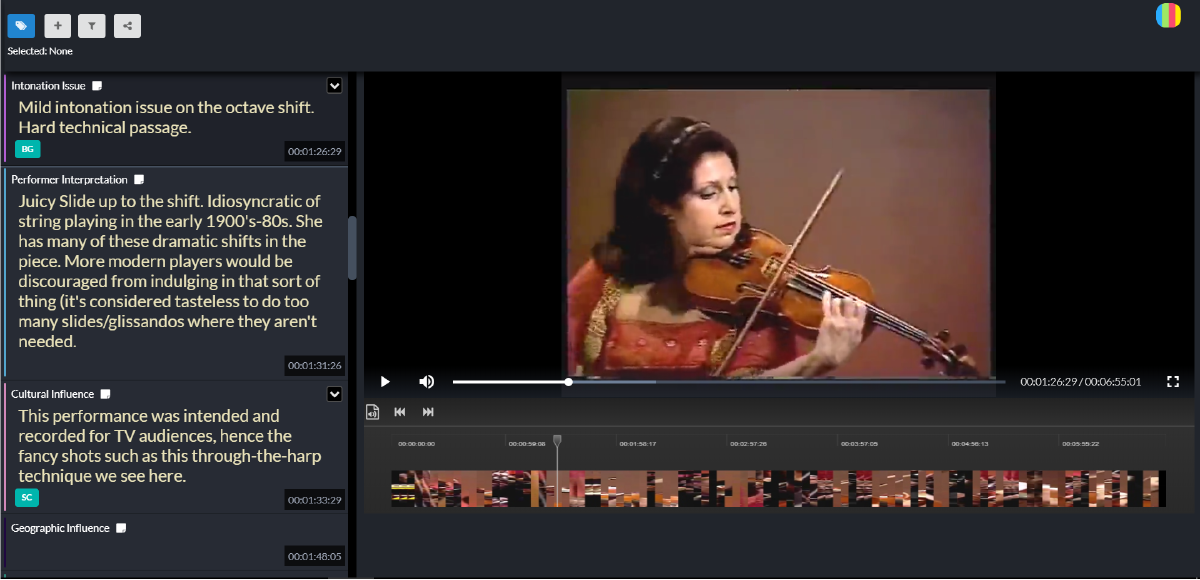 Selected: None
Intonation Issue
Mild intonation issue on the octave shift.
Hard technical passage.
BG
00:01:26:29
Performer Interpretation
Juicy Slide up to the shift. Idiosyncratic of
string playing in the early 1900's-80s. She
has many of these dramatic shifts in the
piece. More modern players would be
discouraged from indulging in that sort of
thing (it's considered tasteless to do too
many slides/glissandos where they aren't
needed.
00:01:31:26
Cultural Influence
This performance was intended and
recorded for TV audiences, hence the
fancy shots such as this through-the-harp
technique we see here.
SC
00:01:33:29
Geographic Influence
00:01:48:05
00:01:26:29 / 00:06:55:01
00:00:00:00 00:00:59:08 00:01:58:17 00:02:57:26 00:03:57:05 00:04:56:13 00:05:55:22